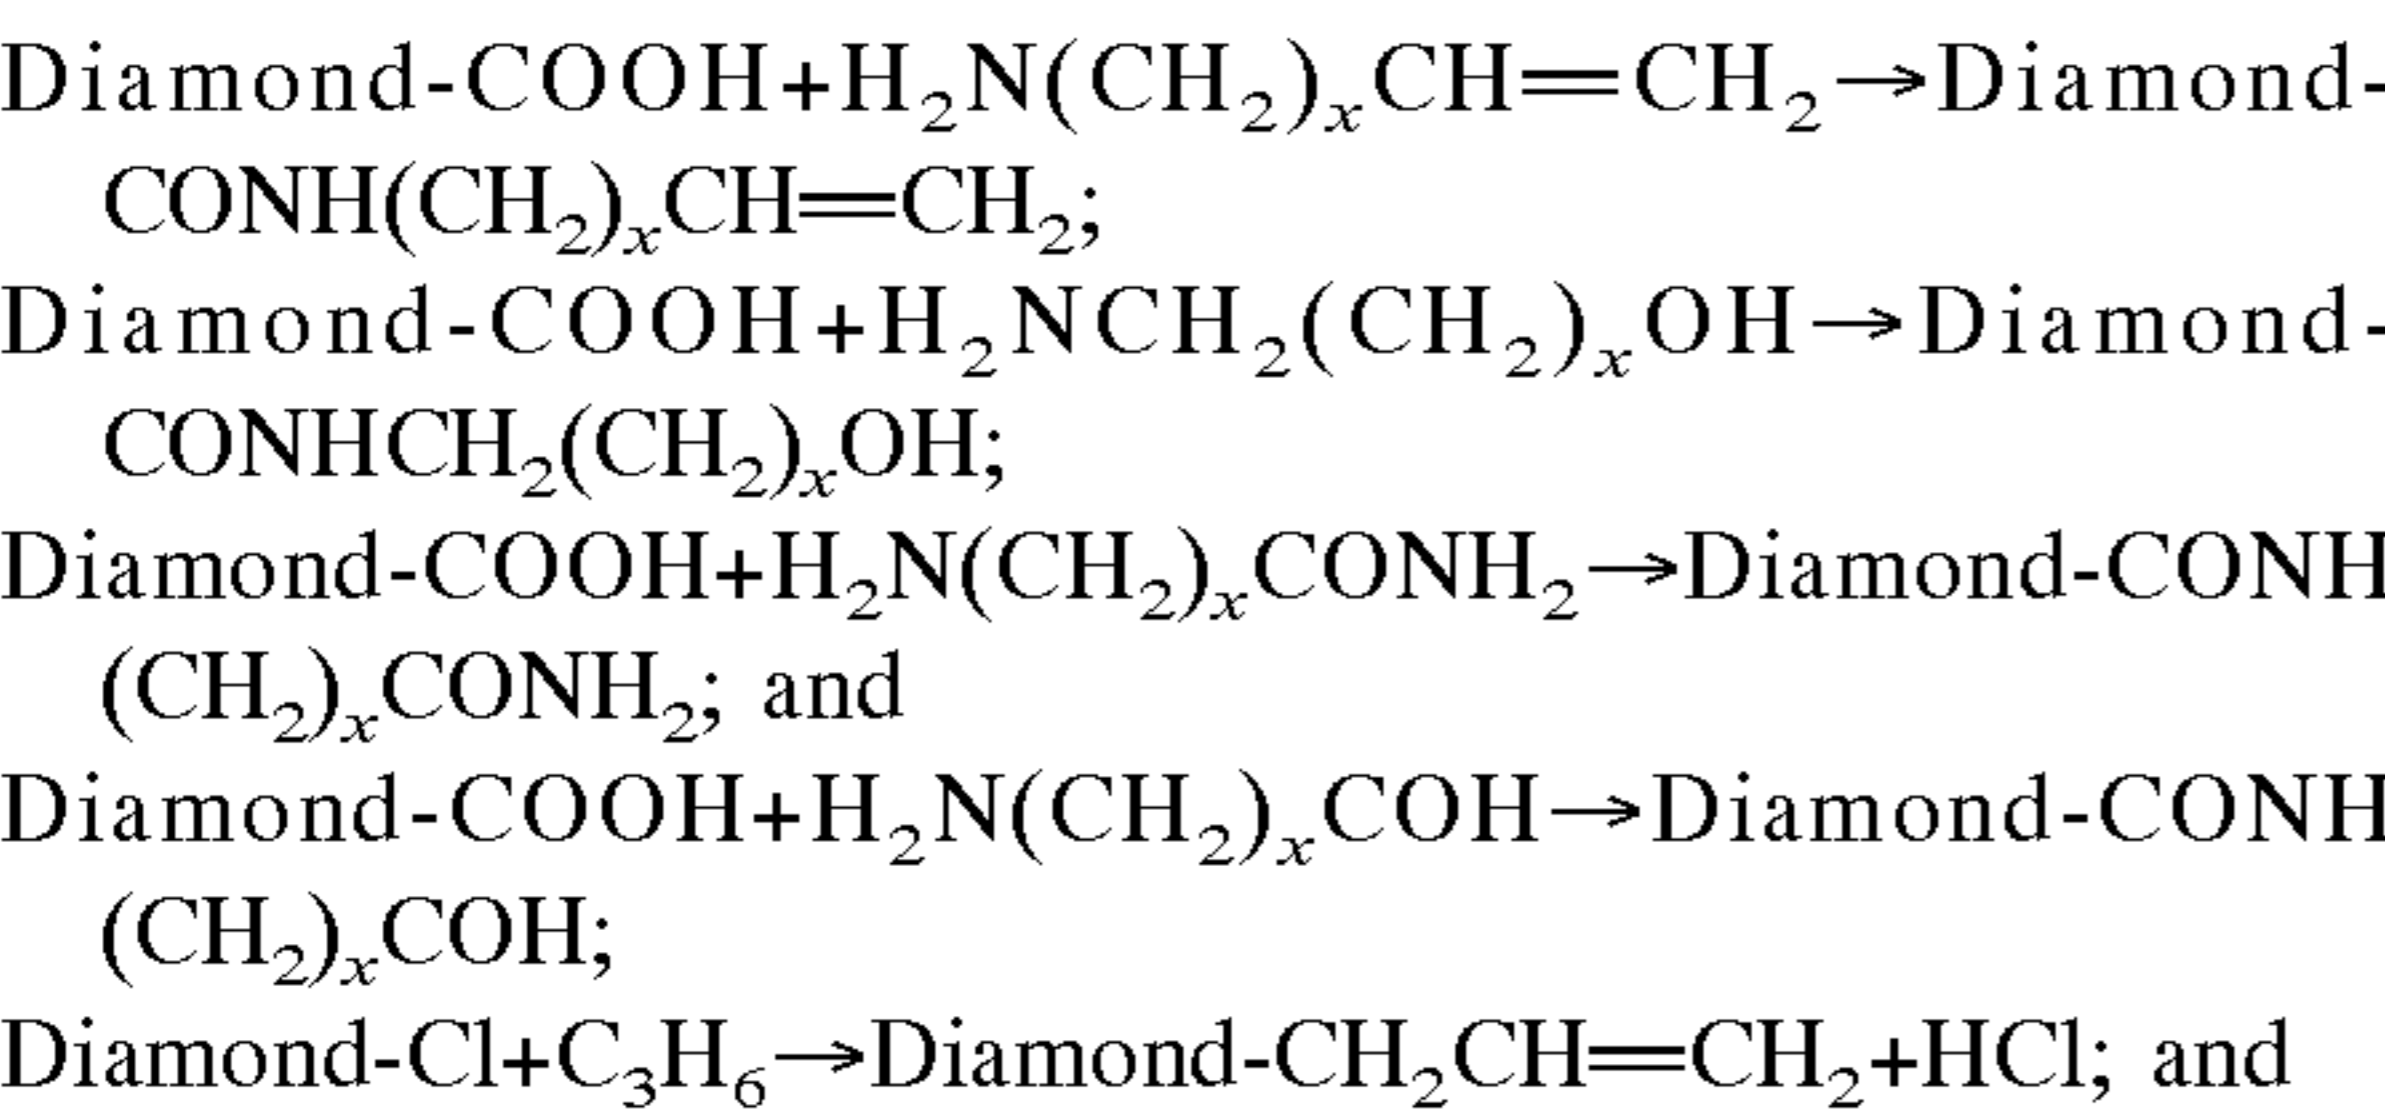 Diamond-COOH+H₂N(CH₂)ₓCH=CH₂→Diamond-
CONH(CH₂)ₓCH=CH₂;
Diamond-COOH+H₂NCH₂(CH₂)ₓOH→Diamond-
CONHCH₂(CH₂)ₓOH;
Diamond-COOH+H₂N(CH₂)ₓCONH₂→Diamond-CONH
(CH₂)ₓCONH₂; and
Diamond-COOH+H₂N(CH₂)ₓCOH→Diamond-CONH
(CH₂)ₓCOH;
Diamond-Cl+C₃H₆→Diamond-CH₂CH=CH₂+HCl; and